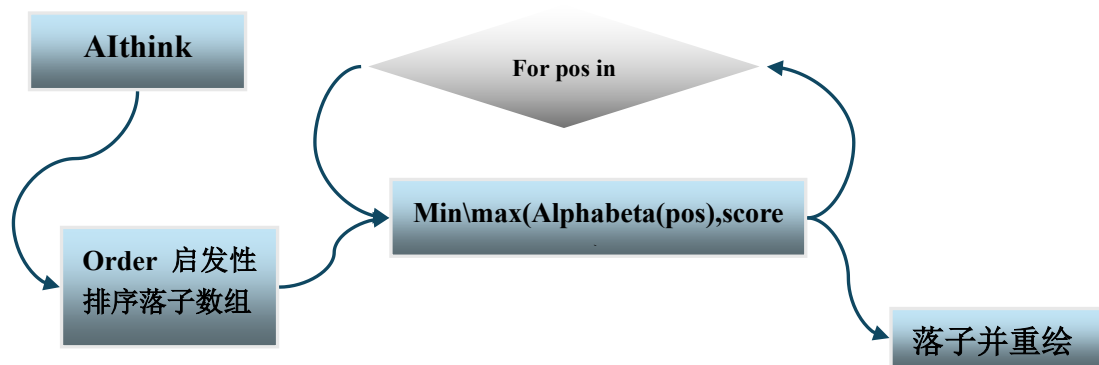 AIthink
For pos in
Min\max(Alphabeta(pos),score
Order 启发性
排序落子数组
落子并重绘